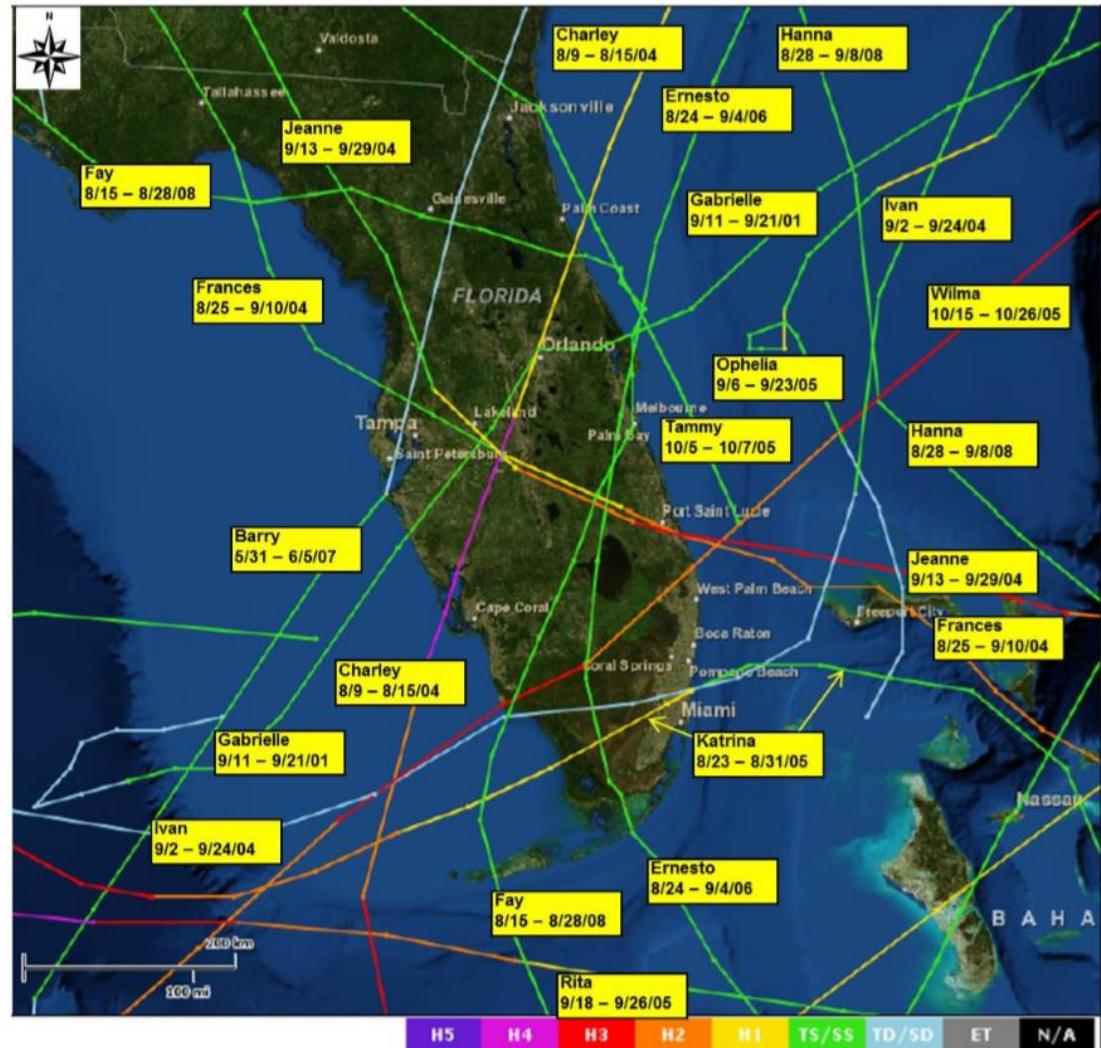 N
Valdosta
Charley
8/9 – 8/15/04
Hanna
8/28 – 9/8/08
Tallahassee
Jacksonville
Ernesto
8/24 – 9/4/06
Jeanne
9/13 – 9/29/04
Fay
8/15 – 8/28/08
Gainesville
Palm Coast
Gabrielle
9/11 – 9/21/01
Ivan
9/2 – 9/24/04
Frances
8/25 – 9/10/04
FLORIDA
Wilma
10/15 – 10/26/05
Orlando
Ophelia
9/6 – 9/23/05
Lakeland
Melbourne
Tampa
Palm Bay
Tammy
10/5 – 10/7/05
Hanna
8/28 – 9/8/08
Saint Petersburg
Port Saint Lucie
Barry
5/31 – 6/5/07
Jeanne
9/13 – 9/29/04
West Palm Beach
Cape Coral
Freeport City
Frances
8/25 – 9/10/04
Boca Raton
Coral Springs
Pompano Beach
Charley
8/9 – 8/15/04
Miami
Gabrielle
9/11 – 9/21/01
Katrina
8/23 – 8/31/05
Nassau
Ivan
9/2 – 9/24/04
Ernesto
8/24 – 9/4/06
Fay
8/15 – 8/28/08
BAHA
200 km
100 mi
Rita
9/18 – 9/26/05
H5 H4 H3 H2 H1 TS/SS TD/SD ET N/A